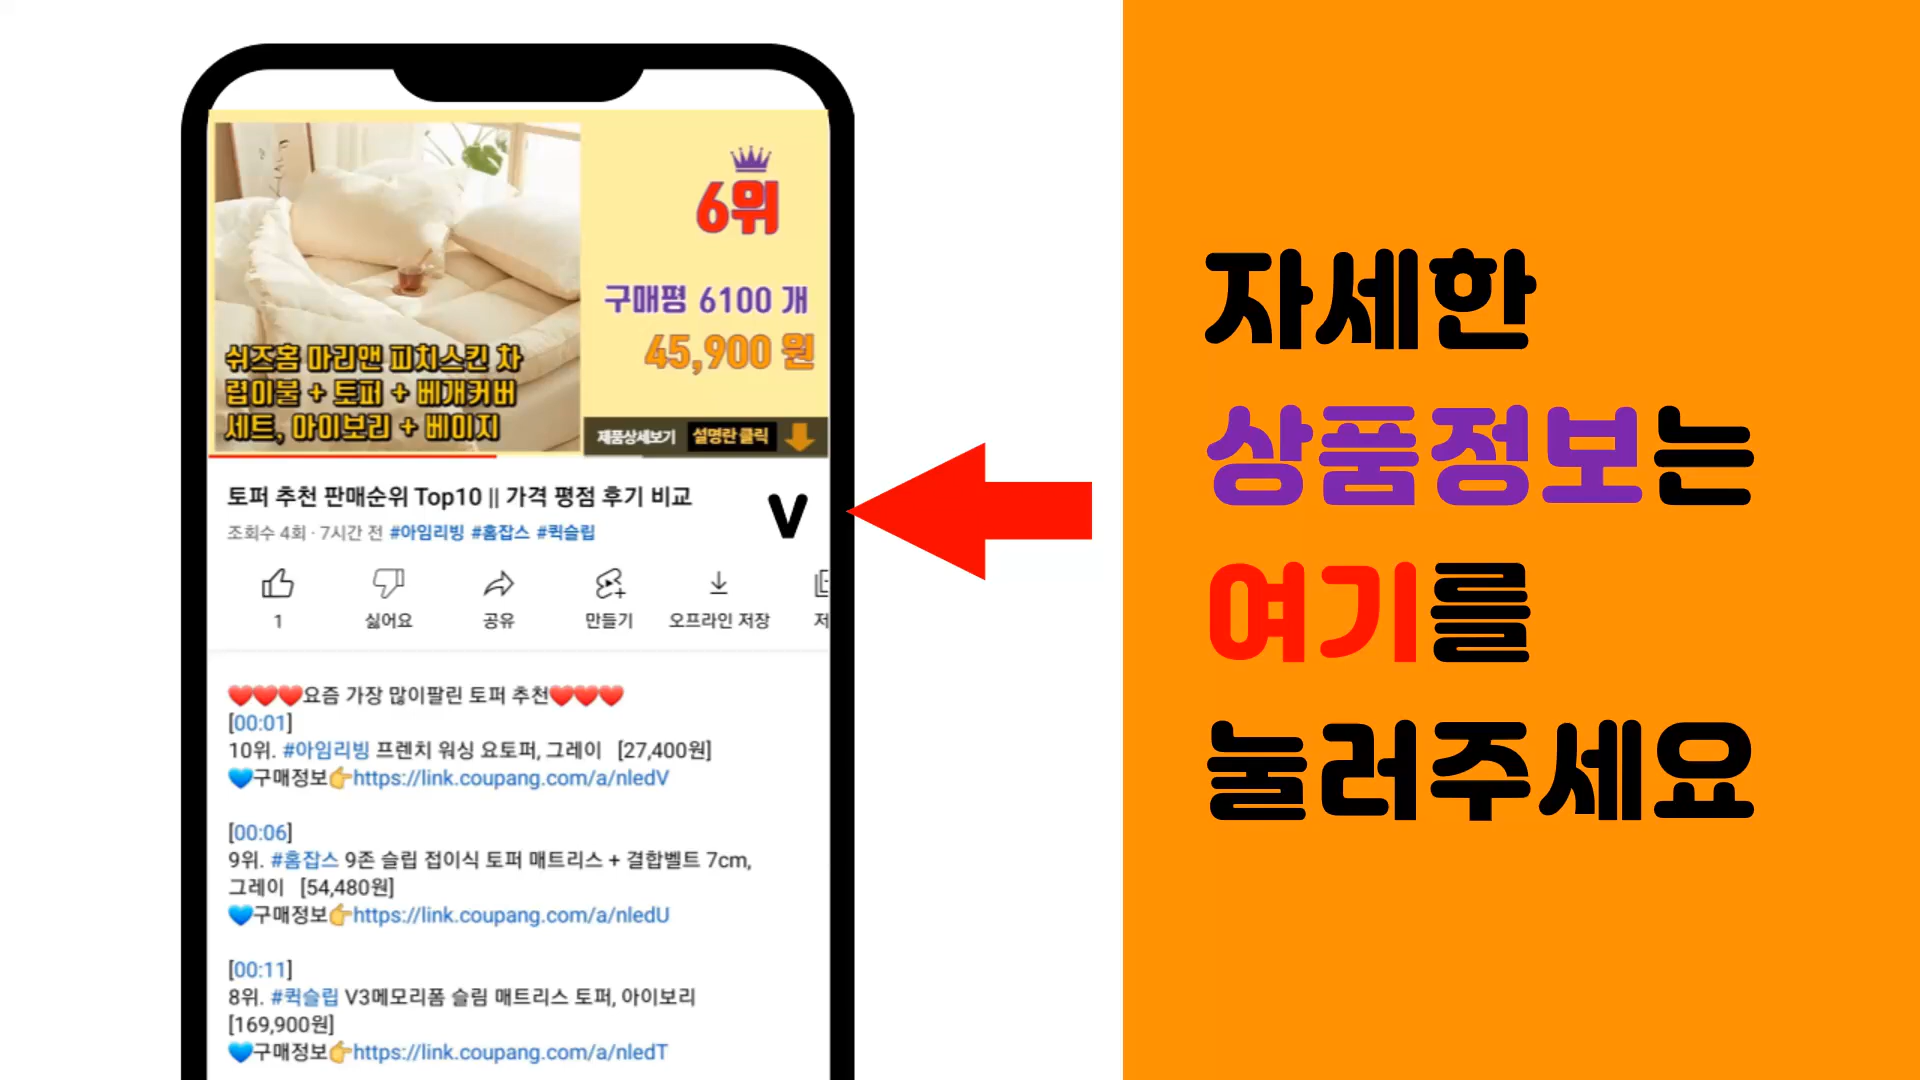 6위
구매평 6100 개
45,900 원
쉬즈홈 마리앤 피치스킨 차
렵이불 + 토퍼 + 베개커버
세트, 아이보리 + 베이지
제품상세보기 설명란 클릭
토퍼 추천 판매순위 Top10 || 가격 평점 후기 비교
V
조회수 4회 · 7시간 전 #아임리빙 #홈잡스 #퀵슬립
1 싫어요 공유 만들기 오프라인 저장 저
❤❤❤요즘 가장 많이팔린 토퍼 추천❤❤❤
[00:01]
10위. #아임리빙 프렌치 워싱 요토퍼, 그레이 [27,400원]
💙구매정보👉https://link.coupang.com/a/nledV
[00:06]
9위. #홈잡스 9존 슬립 접이식 토퍼 매트리스 + 결합벨트 7cm,
그레이 [54,480원]
💙구매정보👉https://link.coupang.com/a/nledU
[00:11]
8위. #퀵슬립 V3메모리폼 슬림 매트리스 토퍼, 아이보리
[169,900원]
💙구매정보👉https://link.coupang.com/a/nledT
자세한
상품정보는
여기를
눌러주세요